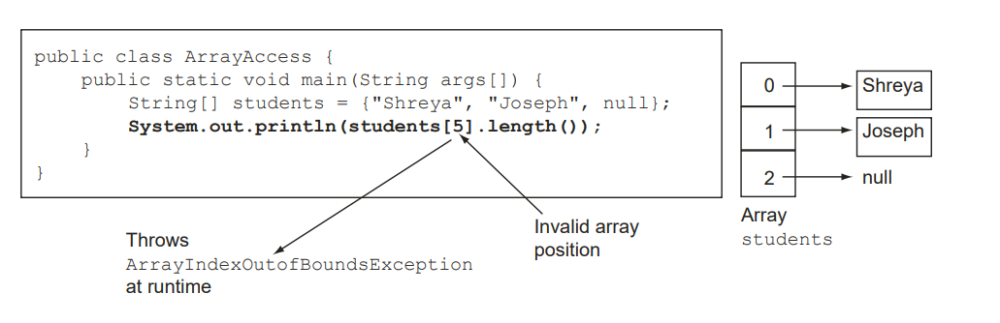 public class ArrayAccess {
    public static void main(String args[]) {
        String[] students = {"Shreya", "Joseph", null};
        System.out.println(students[5].length());
    }
}
Throws
ArrayIndexOutofBoundsException
at runtime
Invalid array
position
0 Shreya
1 Joseph
2 null
Array
students